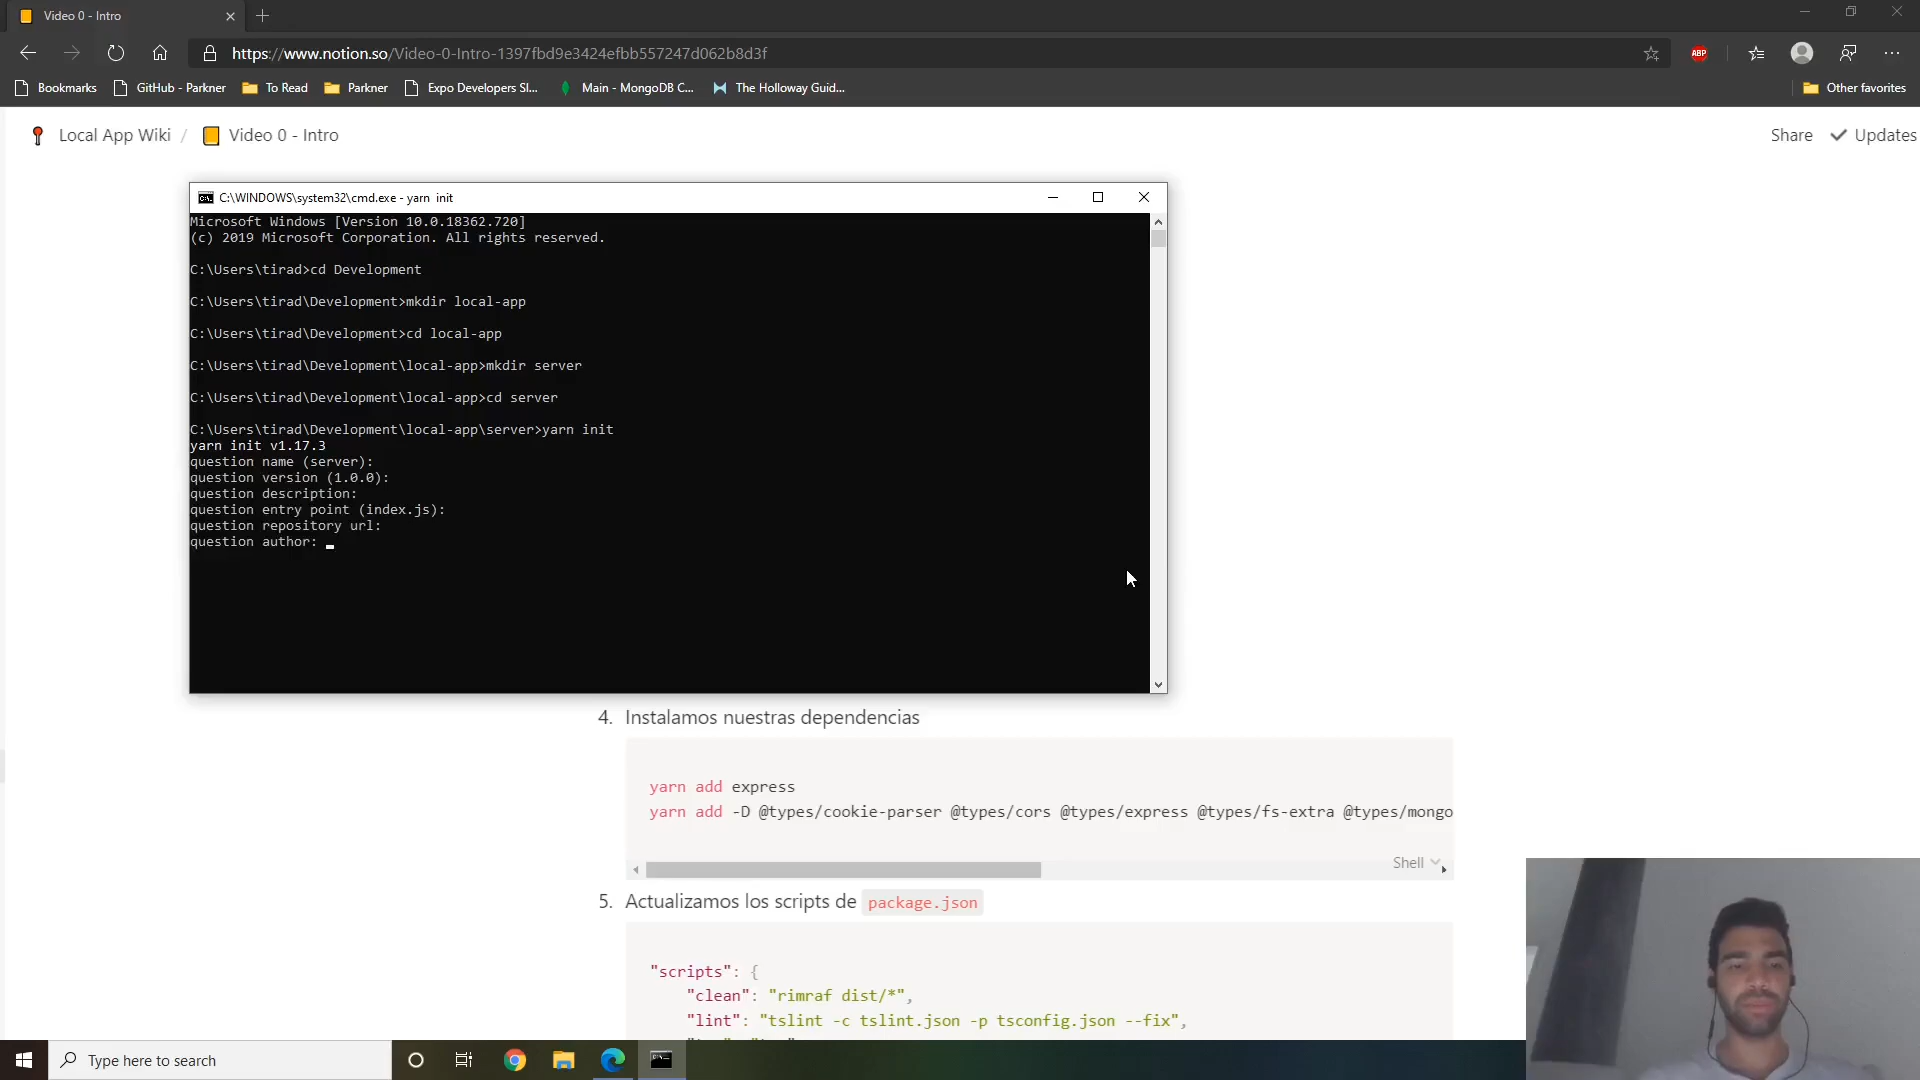 Video 0 - Intro
https://www.notion.so/Video-0-Intro-1397fbd9e3424efbb557247d062b8d3f
ABP
Bookmarks
GitHub - Parkner
To Read
Parkner
Expo Developers Sl...
Main - MongoDB C...
The Holloway Guid...
Other favorites
Local App Wiki / Video 0 - Intro
Share
Updates
C:\WINDOWS\system32\cmd.exe - yarn  init
Microsoft Windows [Version 10.0.18362.720]
(c) 2019 Microsoft Corporation. All rights reserved.
C:\Users\tirad>cd Development
C:\Users\tirad\Development>mkdir local-app
C:\Users\tirad\Development>cd local-app
C:\Users\tirad\Development\local-app>mkdir server
C:\Users\tirad\Development\local-app>cd server
C:\Users\tirad\Development\local-app\server>yarn init
yarn init v1.17.3
question name (server):
question version (1.0.0):
question description:
question entry point (index.js):
question repository url:
question author:
4. Instalamos nuestras dependencias
yarn add express
yarn add -D @types/cookie-parser @types/cors @types/express @types/fs-extra @types/mongo
Shell
5. Actualizamos los scripts de package.json
"scripts": {
"clean": "rimraf dist/*",
"lint": "tslint -c tslint.json -p tsconfig.json --fix",
Type here to search